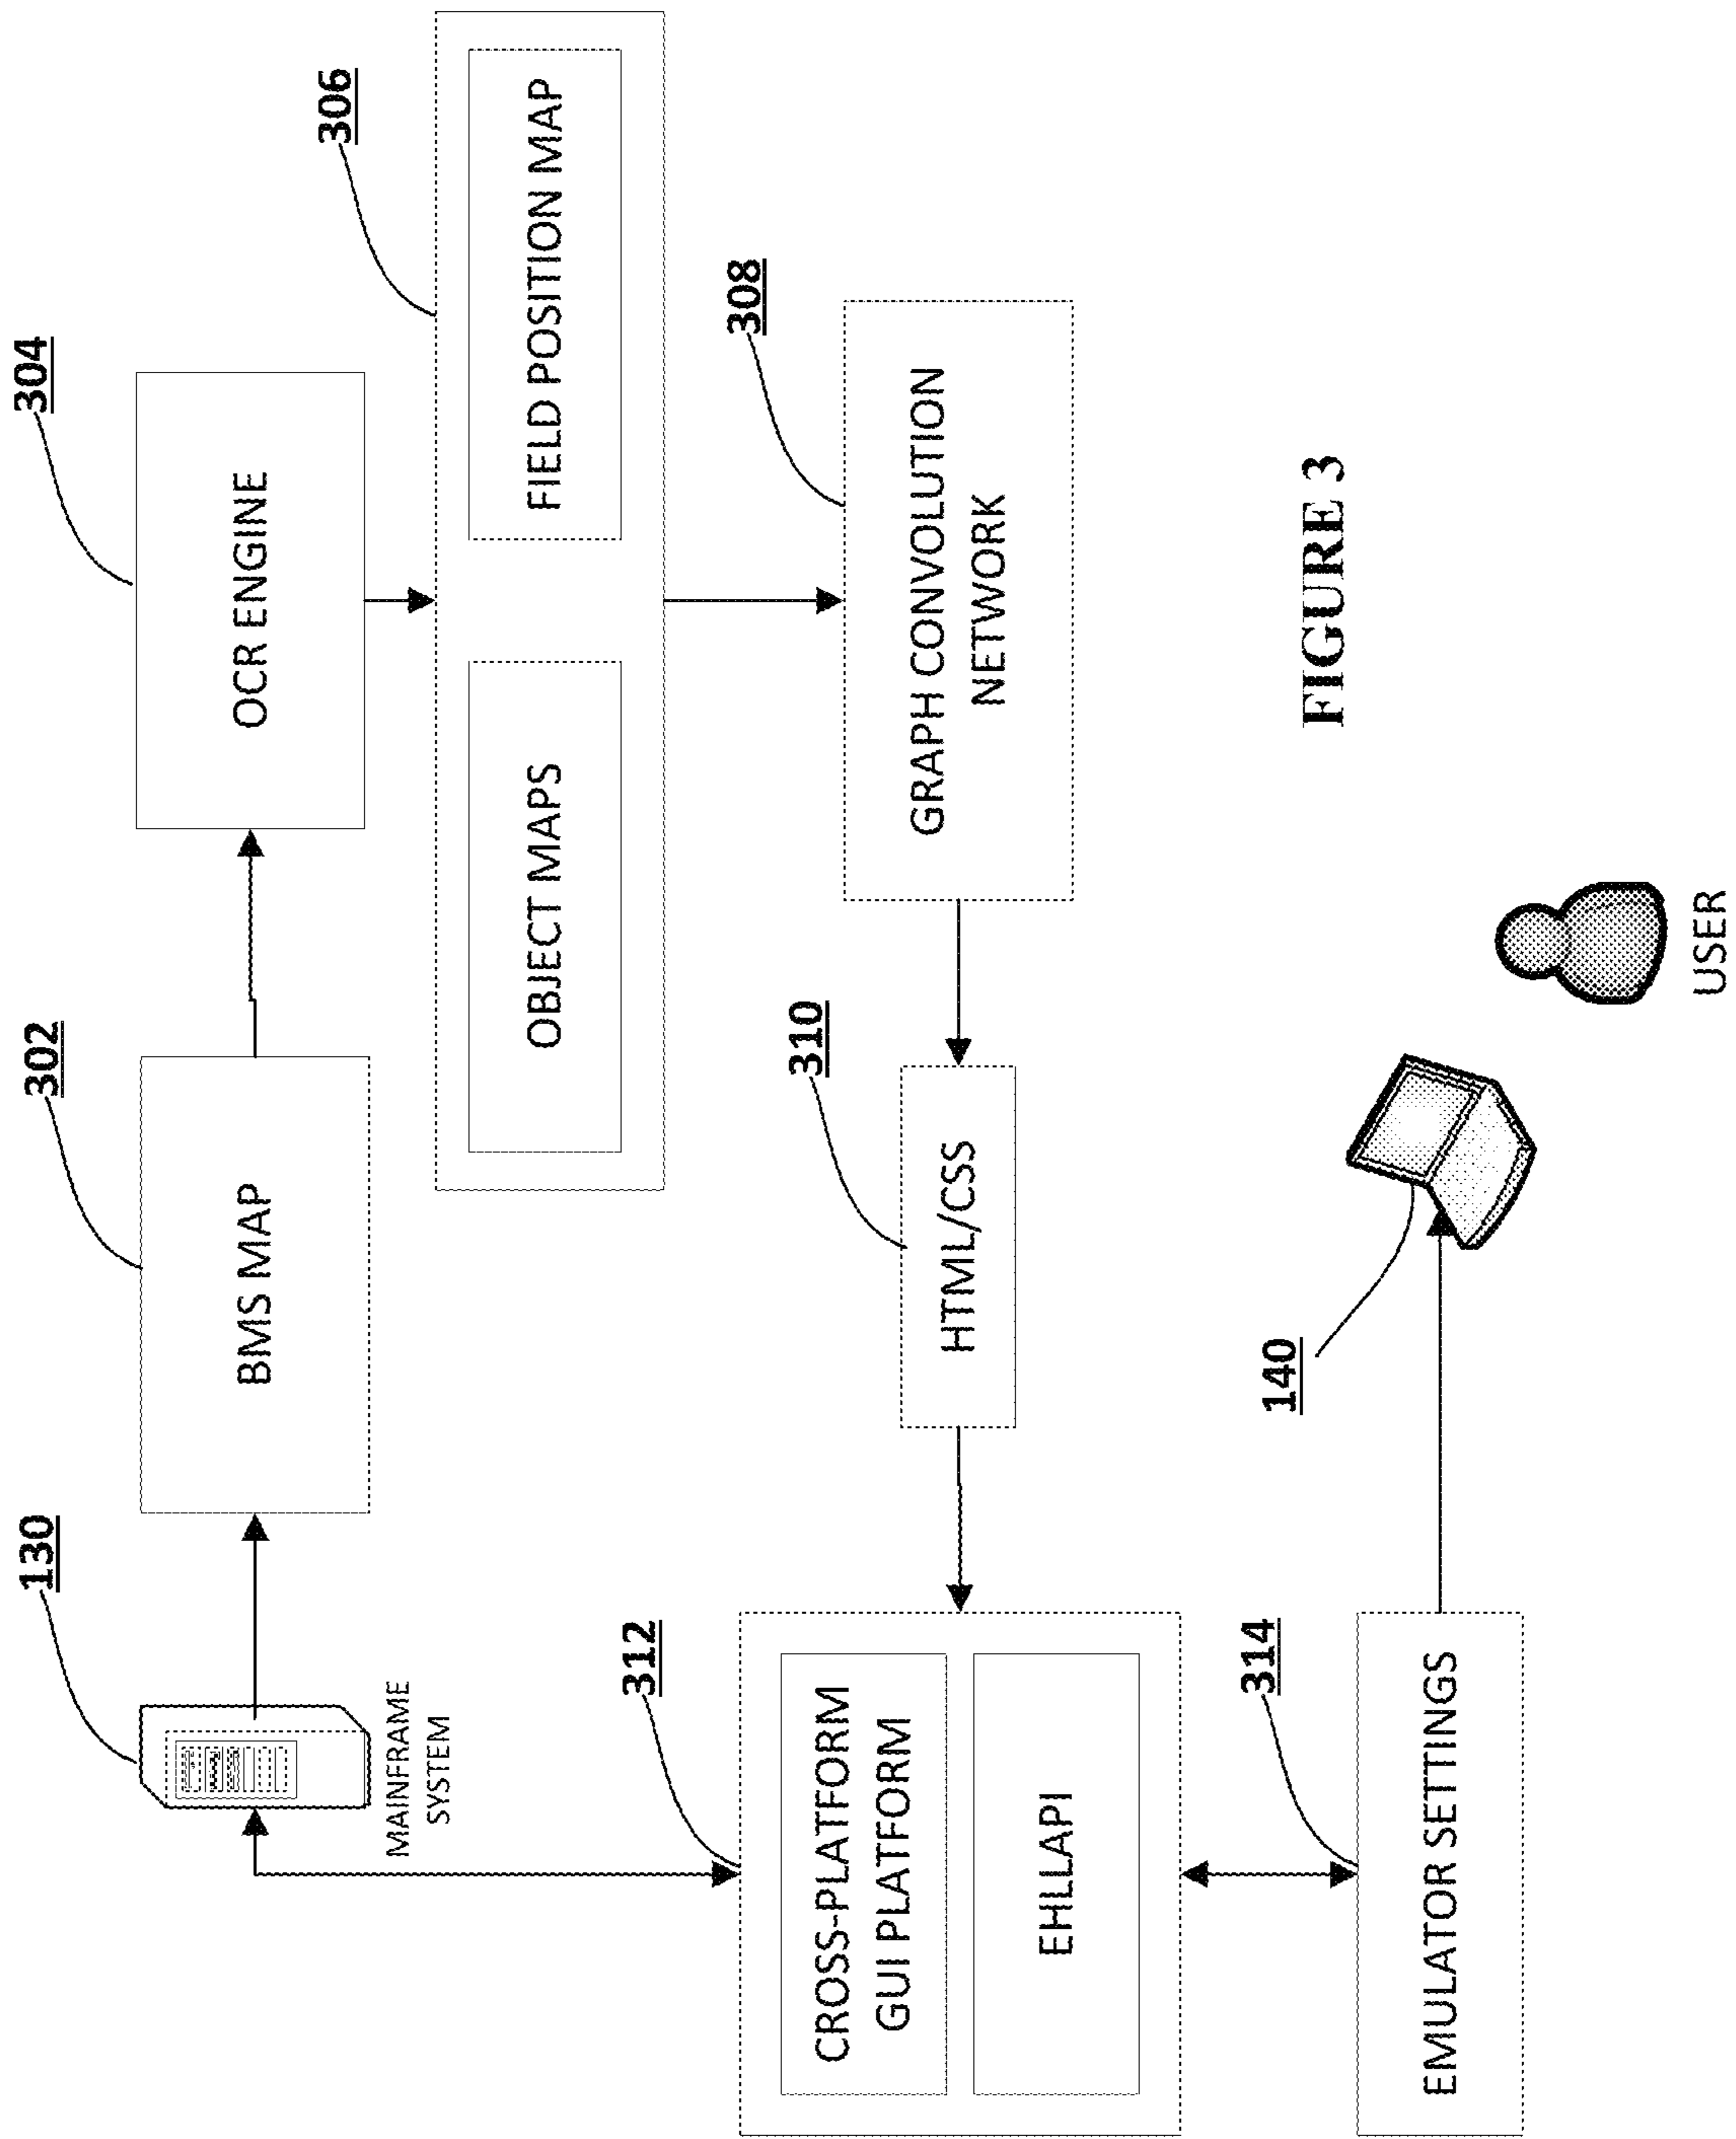 130
MAINFRAME
SYSTEM
302
BMS MAP
304
OCR ENGINE
306
OBJECT MAPS
FIELD POSITION MAP
308
GRAPH CONVOLUTION
NETWORK
310
HTML/CSS
312
CROSS-PLATFORM
GUI PLATFORM
EHLLAPI
314
EMULATOR SETTINGS
140
USER
FIGURE 3